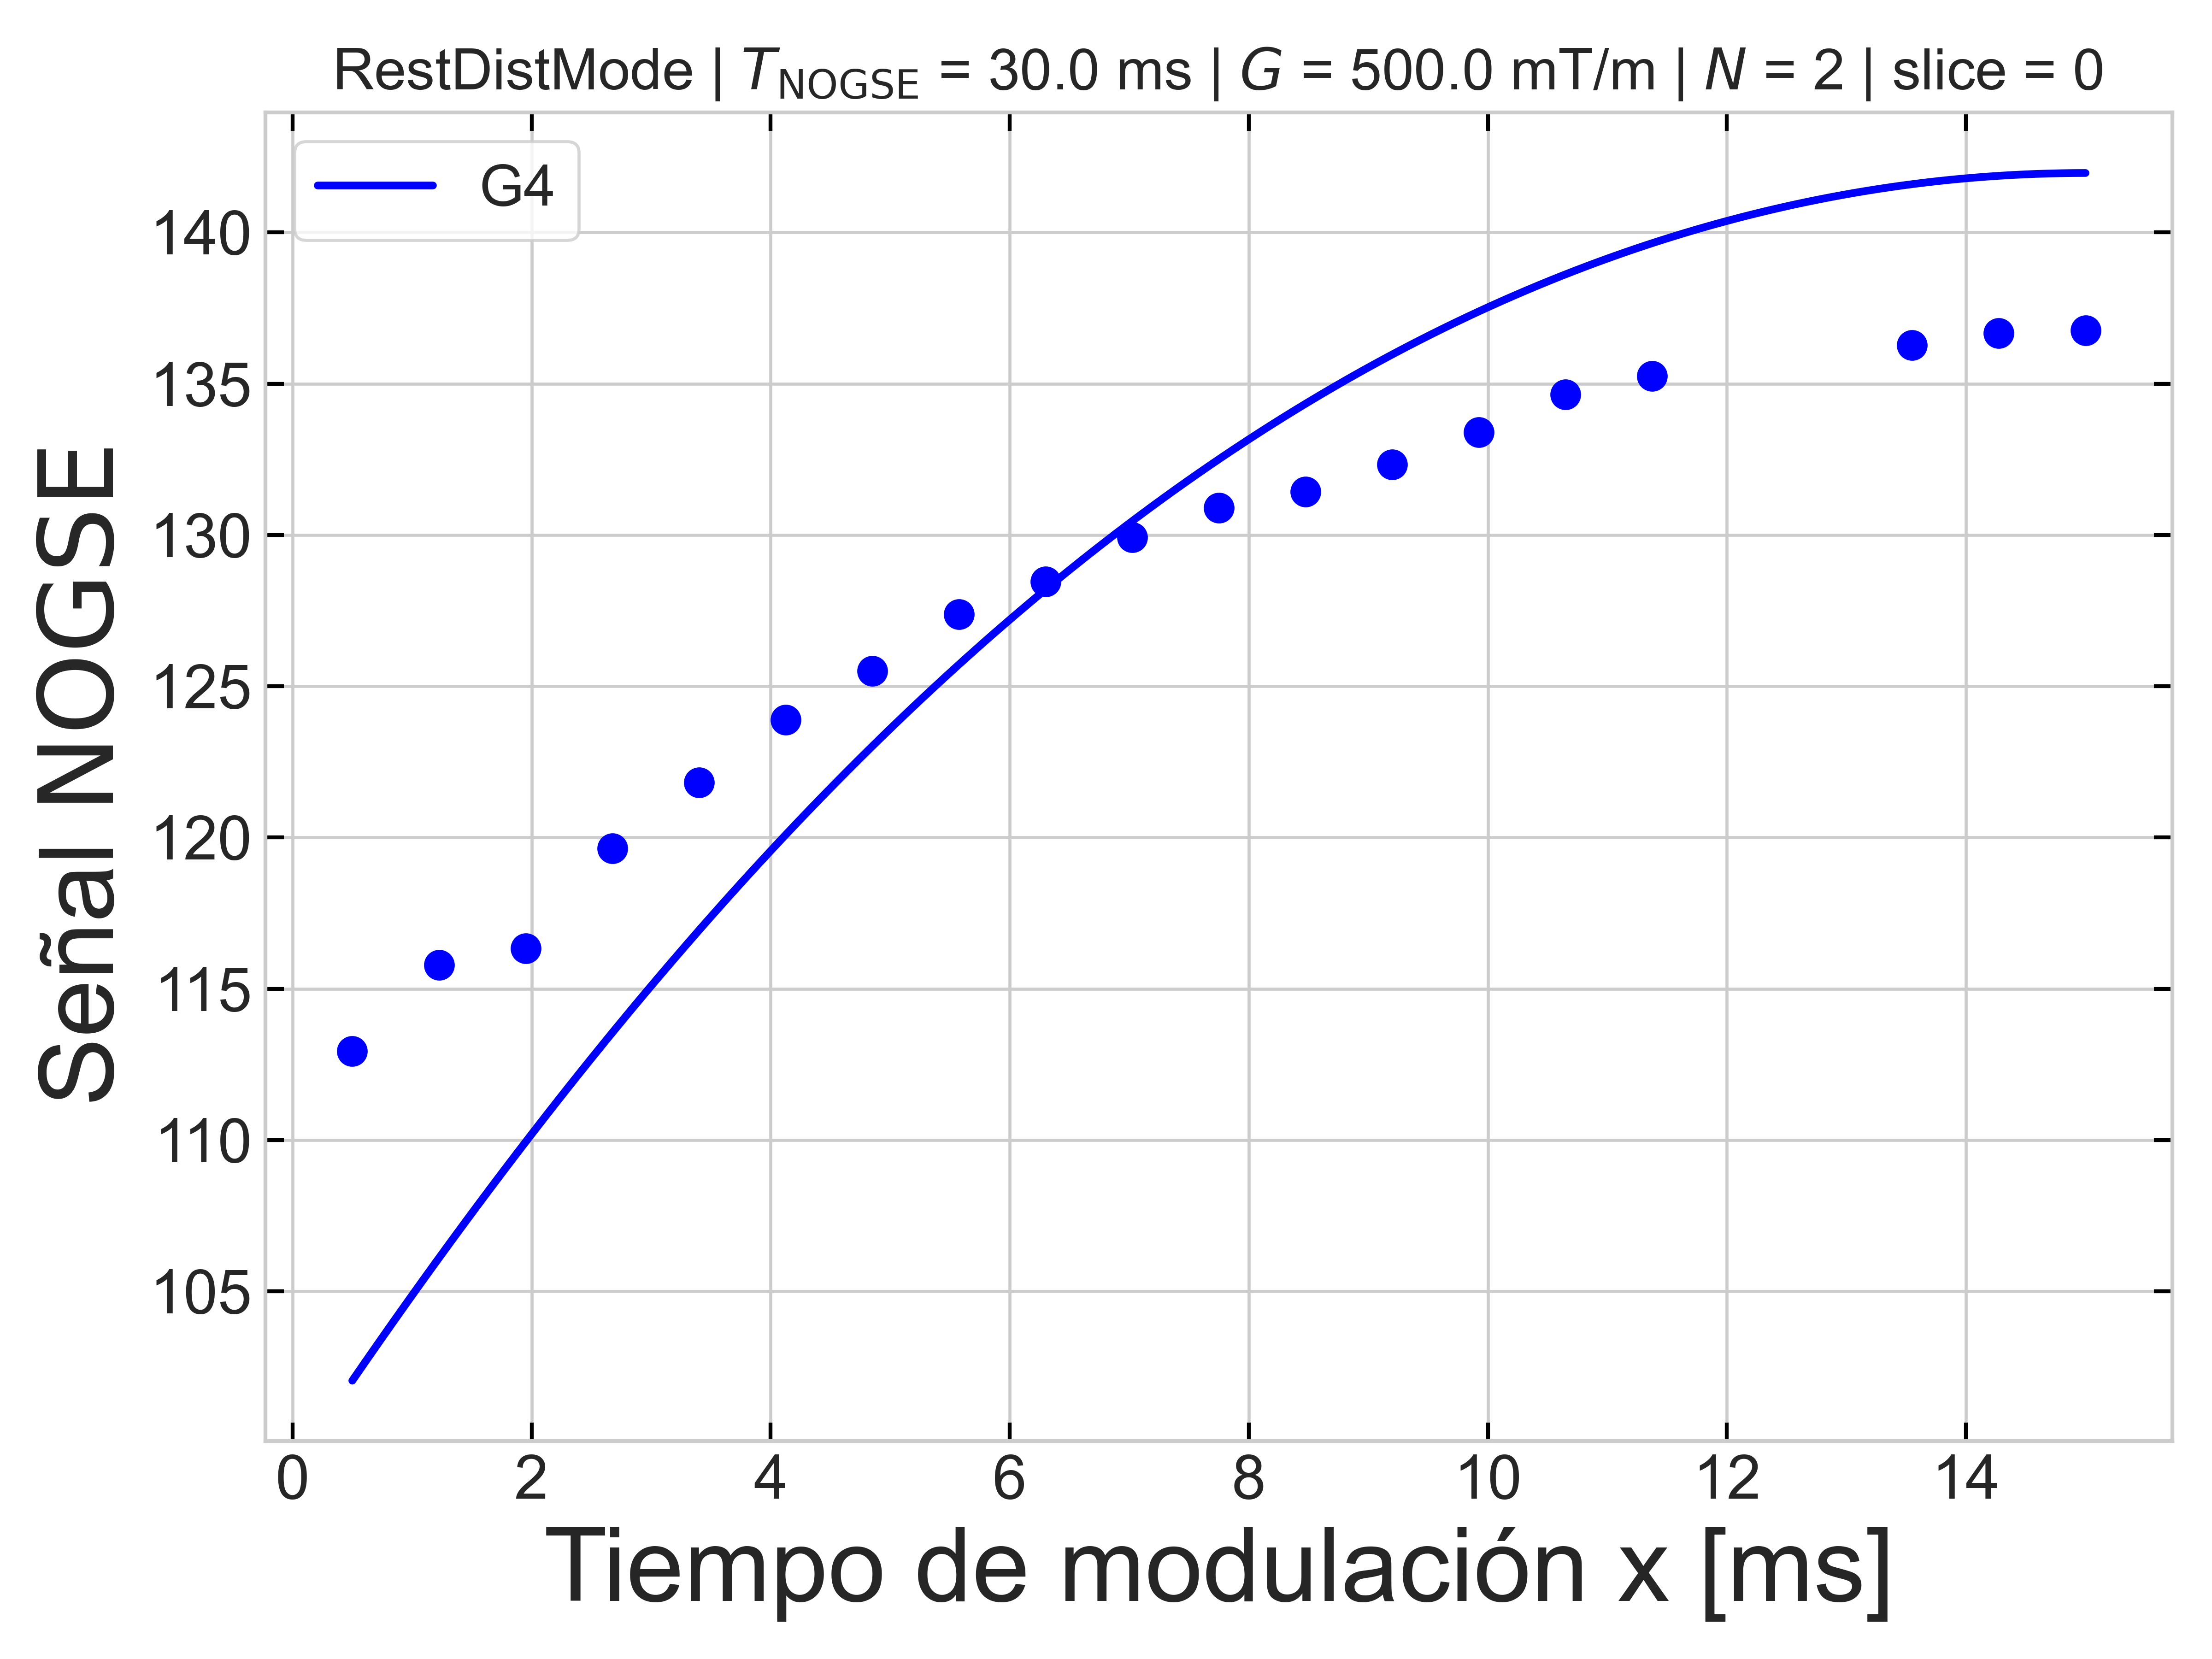 RestDistMode | T_NOGSE = 30.0 ms | G = 500.0 mT/m | N = 2 | slice = 0
G4
140
135
130
125
120
115
110
105
Señal NOGSE
0 2 4 6 8 10 12 14
Tiempo de modulación x [ms]